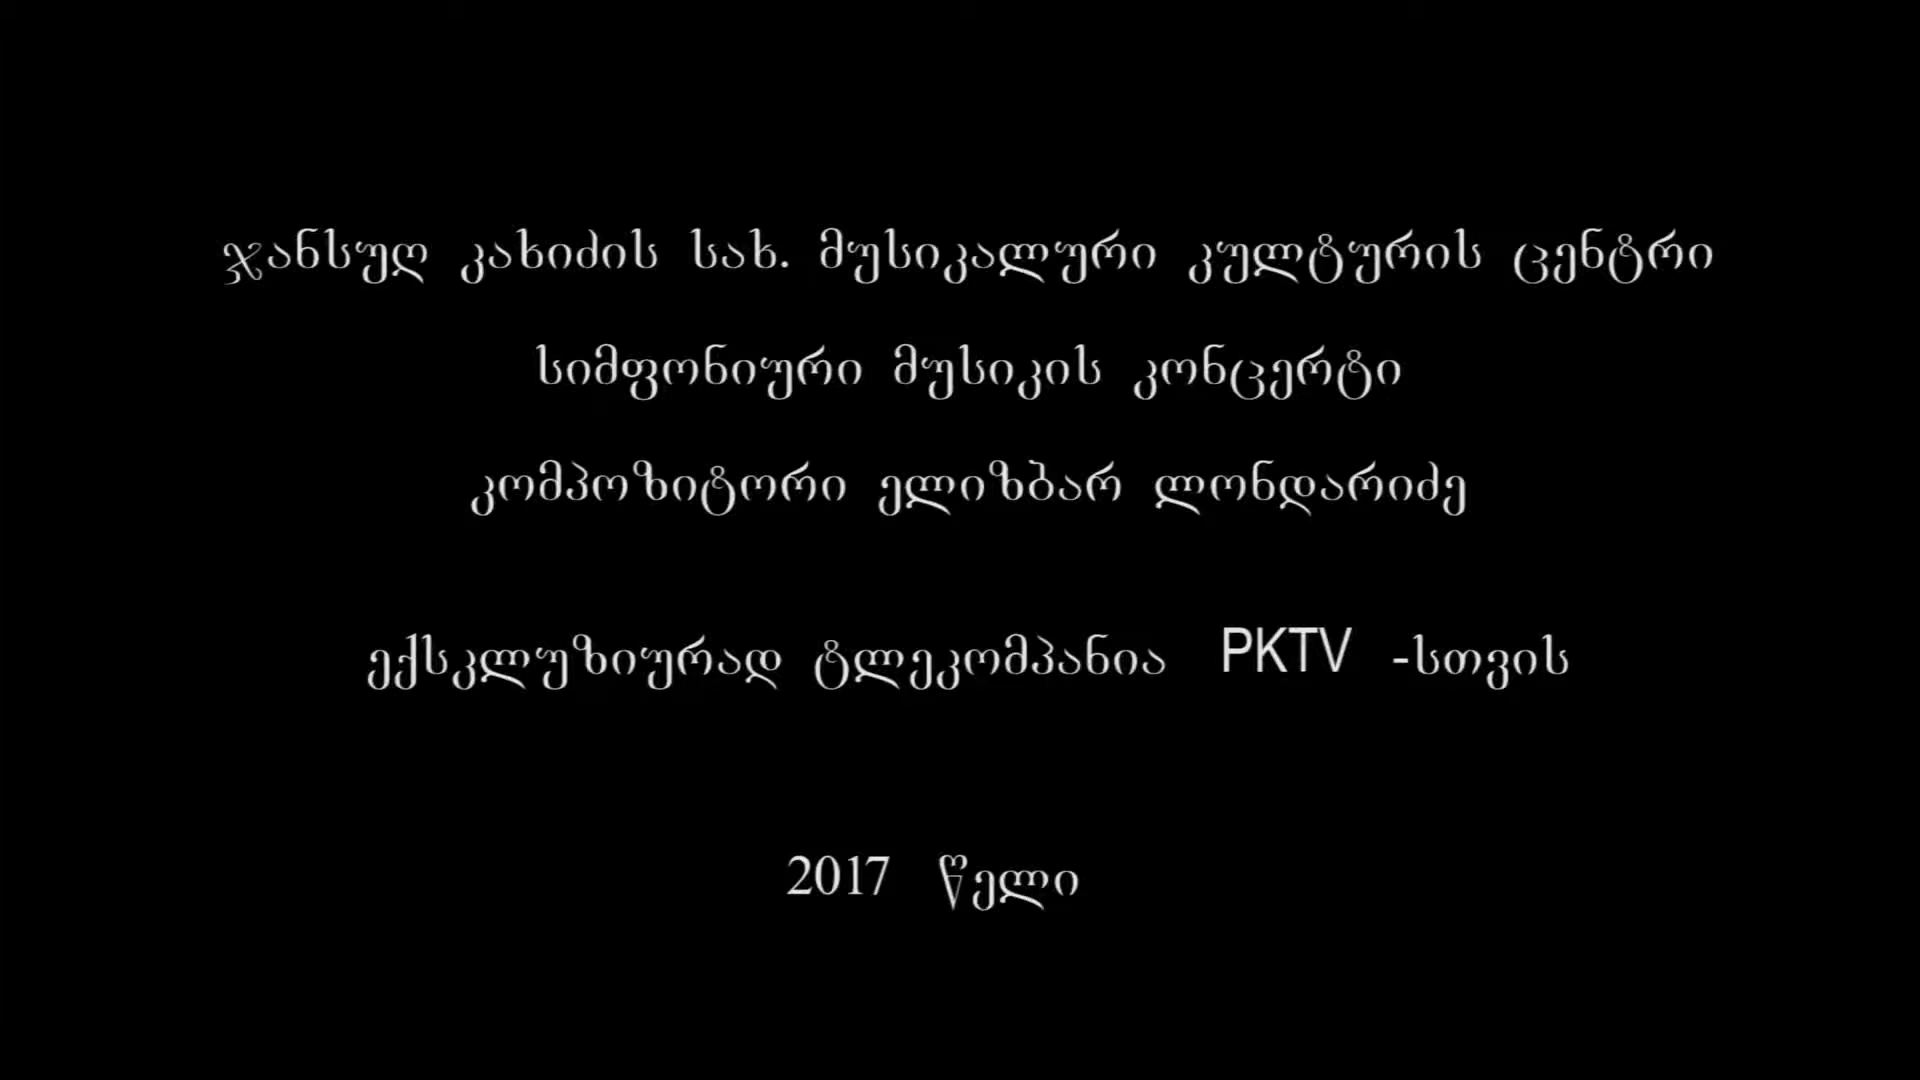 ჯანსუღ კახიძის სახ. მუსიკალური კულტურის ცენტრი
სიმფონიური მუსიკის კონცერტი
კომპოზიტორი ელიზბარ ლონდარიძე
ექსკლუზიურად ტლეკომპანია PKTV -სთვის
2017 წელი